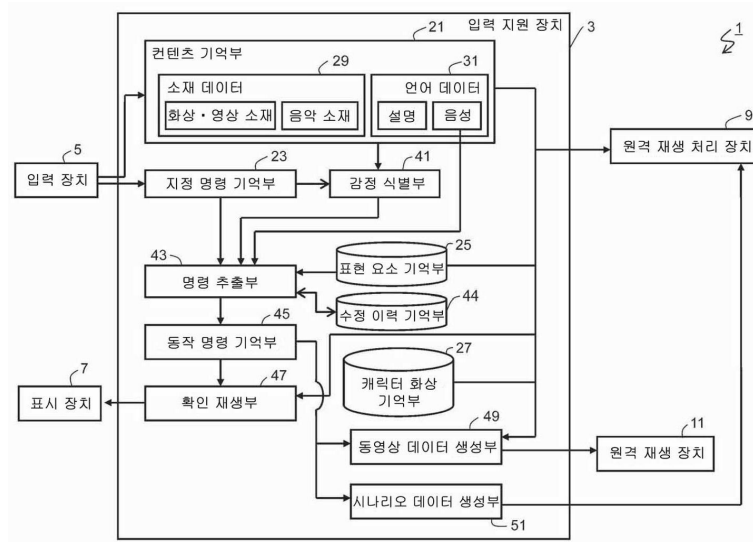 입력 지원 장치
3
1
21
컨텐츠 기억부
29
소재 데이터
화상・영상 소재
음악 소재
31
언어 데이터
설명
음성
5
입력 장치
23
지정 명령 기억부
41
감정 식별부
9
원격 재생 처리 장치
43
명령 추출부
25
표현 요소 기억부
44
수정 이력 기억부
45
동작 명령 기억부
27
캐릭터 화상
기억부
7
표시 장치
47
확인 재생부
49
동영상 데이터 생성부
11
원격 재생 장치
시나리오 데이터 생성부
51